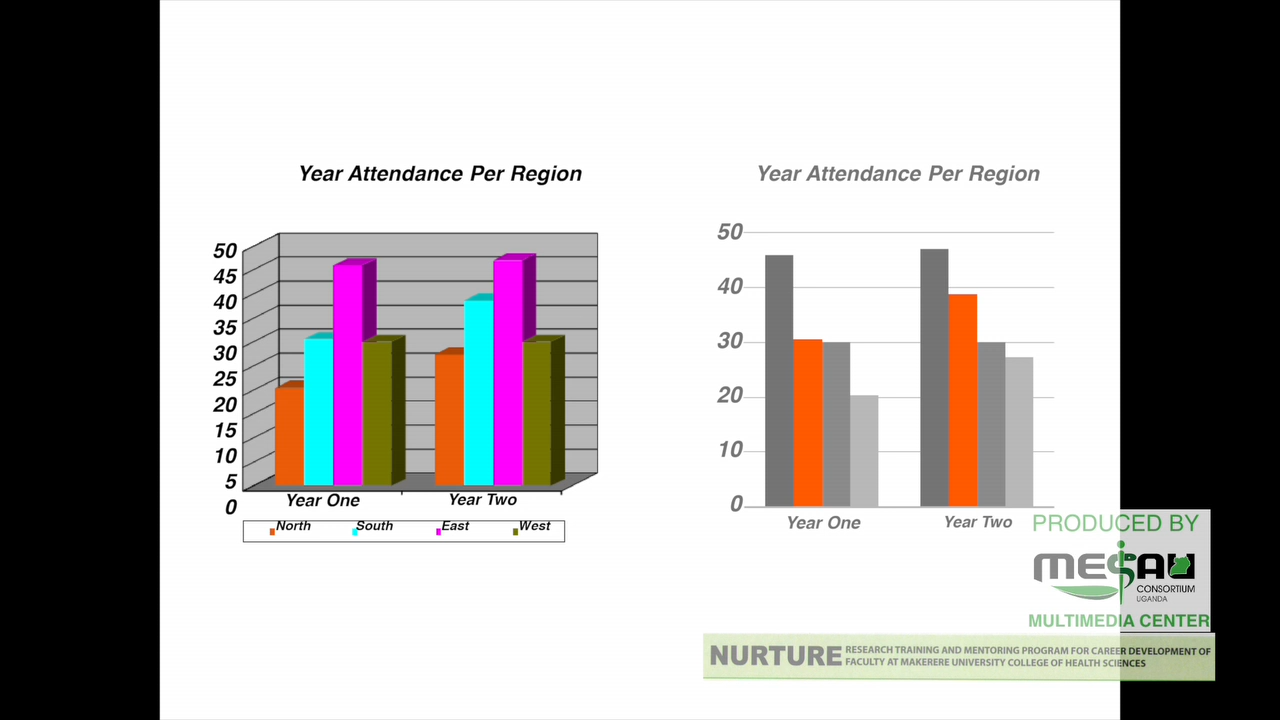 Year Attendance Per Region
50
45
40
35
30
25
20
15
10
5
0
Year One Year Two
North South East West
Year Attendance Per Region
50
40
30
20
10
0
Year One Year Two
PRODUCED BY
MESAU
CONSORTIUM
UGANDA
MULTIMEDIA CENTER
NURTURE
RESEARCH TRAINING AND MENTORING PROGRAM FOR CAREER DEVELOPMENT OF
FACULTY AT MAKERERE UNIVERSITY COLLEGE OF HEALTH SCIENCES